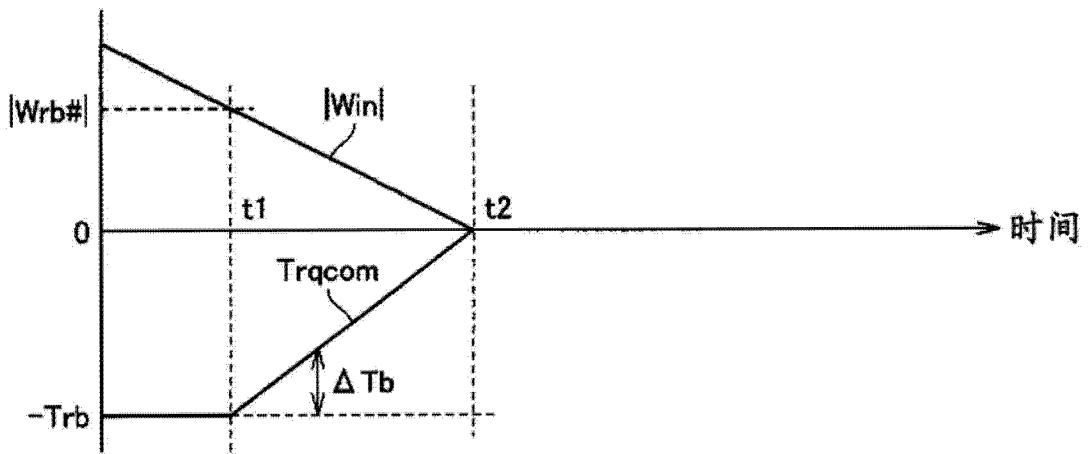 |Wrb#|
|Win|
t1
t2
0
时间
Trqcom
ΔTb
-Trb